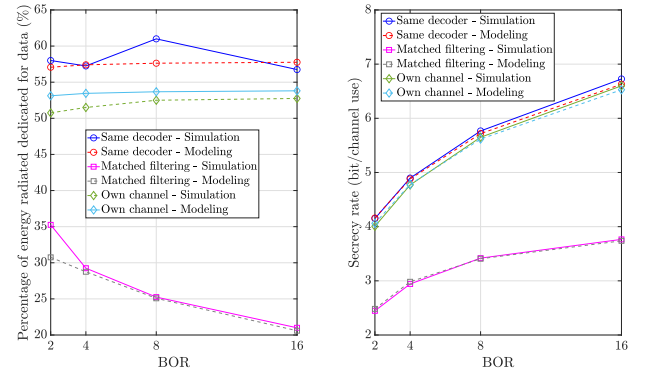 Percentage of energy radiated dedicated for data (%)
65
60
55
50
45
40
35
30
25
20
2
4
8
16
BOR
Same decoder - Simulation
Same decoder - Modeling
Matched filtering - Simulation
Matched filtering - Modeling
Own channel - Simulation
Own channel - Modeling
Secrecy rate (bit/channel use)
8
7
6
5
4
3
2
2
4
8
16
BOR
Same decoder - Simulation
Same decoder - Modeling
Matched filtering - Simulation
Matched filtering - Modeling
Own channel - Simulation
Own channel - Modeling